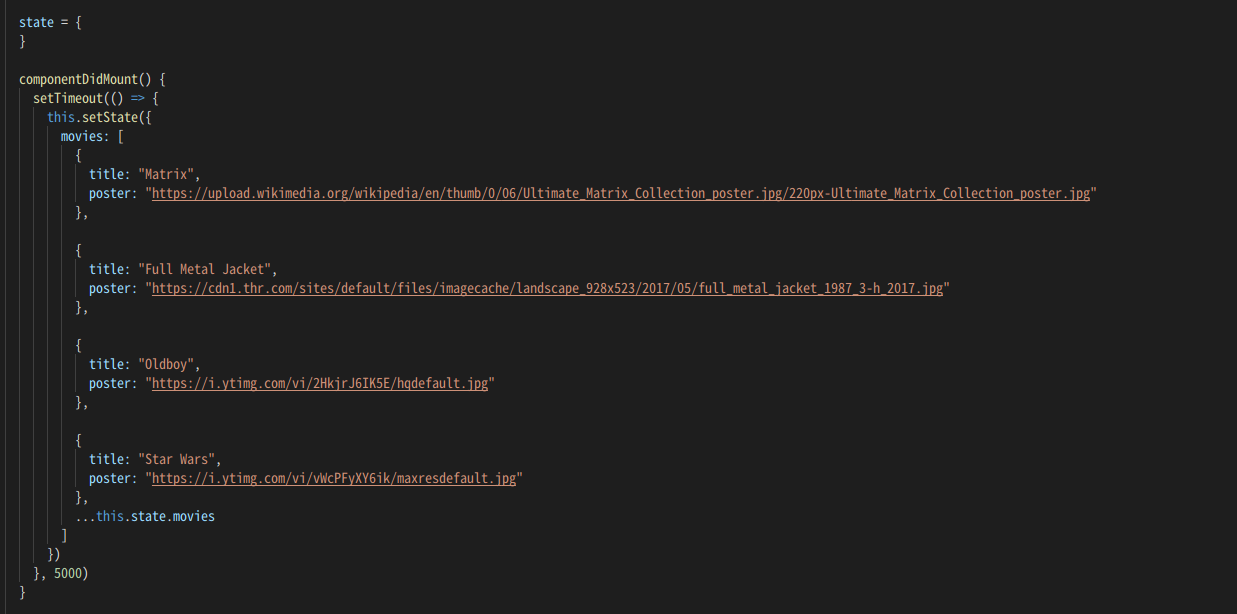 state = {
}
componentDidMount() {
setTimeout(() => {
this.setState({
movies: [
{
title: "Matrix",
poster: "https://upload.wikimedia.org/wikipedia/en/thumb/0/06/Ultimate_Matrix_Collection_poster.jpg/220px-Ultimate_Matrix_Collection_poster.jpg"
},
{
title: "Full Metal Jacket",
poster: "https://cdn1.thr.com/sites/default/files/imagecache/landscape_928x523/2017/05/full_metal_jacket_1987_3-h_2017.jpg"
},
{
title: "Oldboy",
poster: "https://i.ytimg.com/vi/2HkjrJ6IK5E/hqdefault.jpg"
},
{
title: "Star Wars",
poster: "https://i.ytimg.com/vi/vWcPFyXY6ik/maxresdefault.jpg"
},
...this.state.movies
]
})
}, 5000)
}